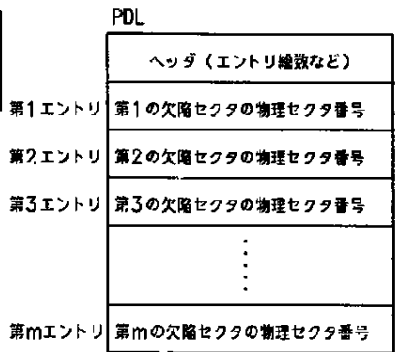 PDL
ヘッダ(エントリ総数など)
第1エントリ 第1の欠陥セクタの物理セクタ番号
第2エントリ 第2の欠陥セクタの物理セクタ番号
第3エントリ 第3の欠陥セクタの物理セクタ番号
第mエントリ 第mの欠陥セクタの物理セクタ番号